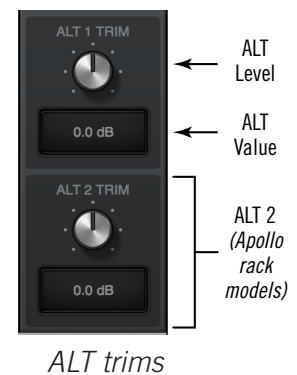 ALT 1 TRIM
ALT
Level
0.0 dB
ALT
Value
ALT 2 TRIM
0.0 dB
ALT 2
(Apollo
rack
models)
ALT trims